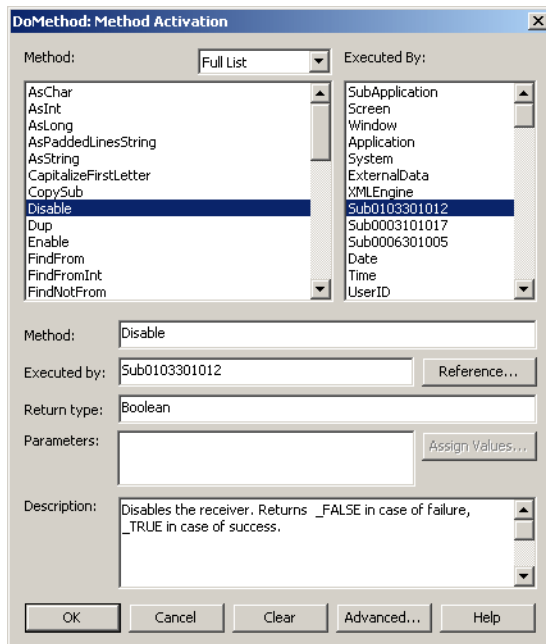 DoMethod: Method Activation
Method:
Full List
Executed By:
AsChar
AsInt
AsLong
AsPaddedLinesString
AsString
CapitalizeFirstLetter
CopySub
Disable
Dup
Enable
FindFrom
FindFromInt
FindNotFrom
SubApplication
Screen
Window
Application
System
ExternalData
XMLEngine
Sub0103301012
Sub0003101017
Sub0006301005
Date
Time
UserID
Method:
Disable
Executed by:
Sub0103301012
Reference...
Return type:
Boolean
Parameters:
Assign Values...
Description:
Disables the receiver. Returns _FALSE in case of failure,
_TRUE in case of success.
OK
Cancel
Clear
Advanced...
Help